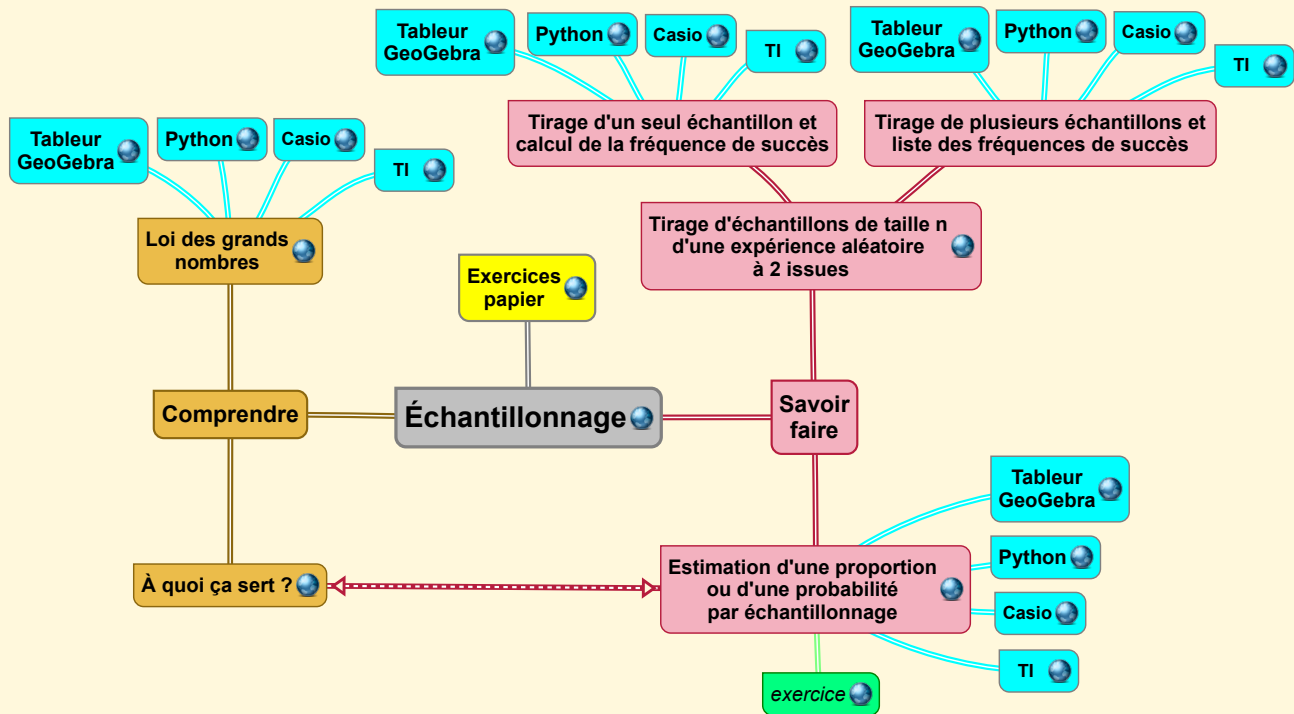 Tableur
GeoGebra
Python
Casio
TI
Tableur
GeoGebra
Python
Casio
TI
Tirage d'un seul échantillon et
calcul de la fréquence de succès
Tirage de plusieurs échantillons et
liste des fréquences de succès
Tableur
GeoGebra
Python
Casio
TI
Loi des grands
nombres
Tirage d'échantillons de taille n
d'une expérience aléatoire
à 2 issues
Exercices
papier
Comprendre
Échantillonnage
Savoir
faire
À quoi ça sert ?
Estimation d'une proportion
ou d'une probabilité
par échantillonnage
Tableur
GeoGebra
Python
Casio
TI
exercice